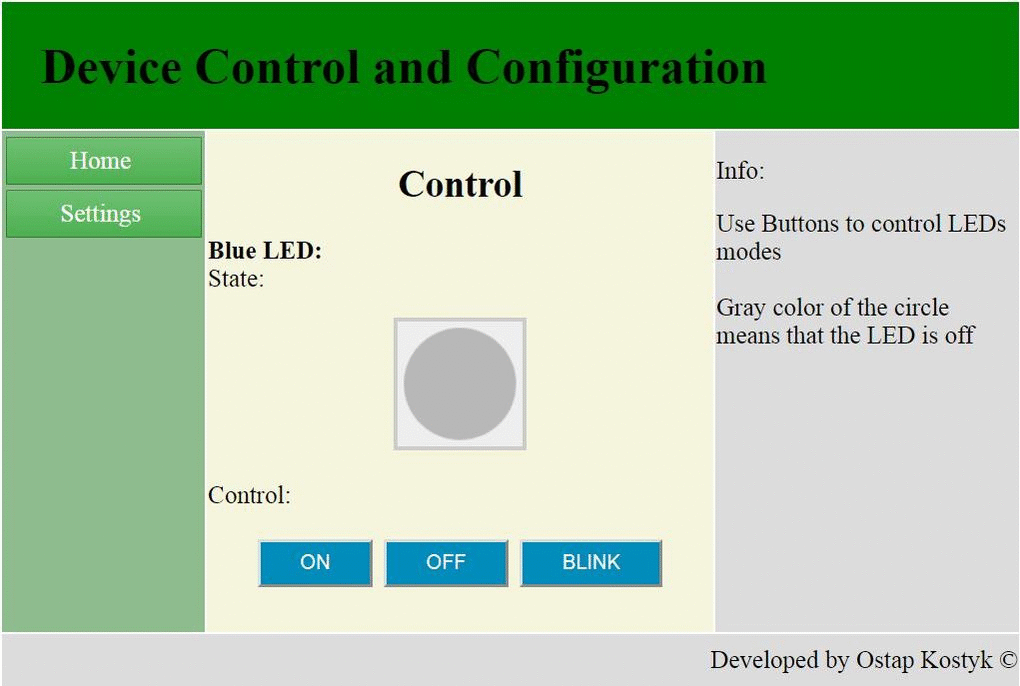 Device Control and Configuration
Home
Settings
Control
Blue LED:
State:
Control:
ON
OFF
BLINK
Info:
Use Buttons to control LEDs
modes
Gray color of the circle
means that the LED is off
Developed by Ostap Kostyk ©